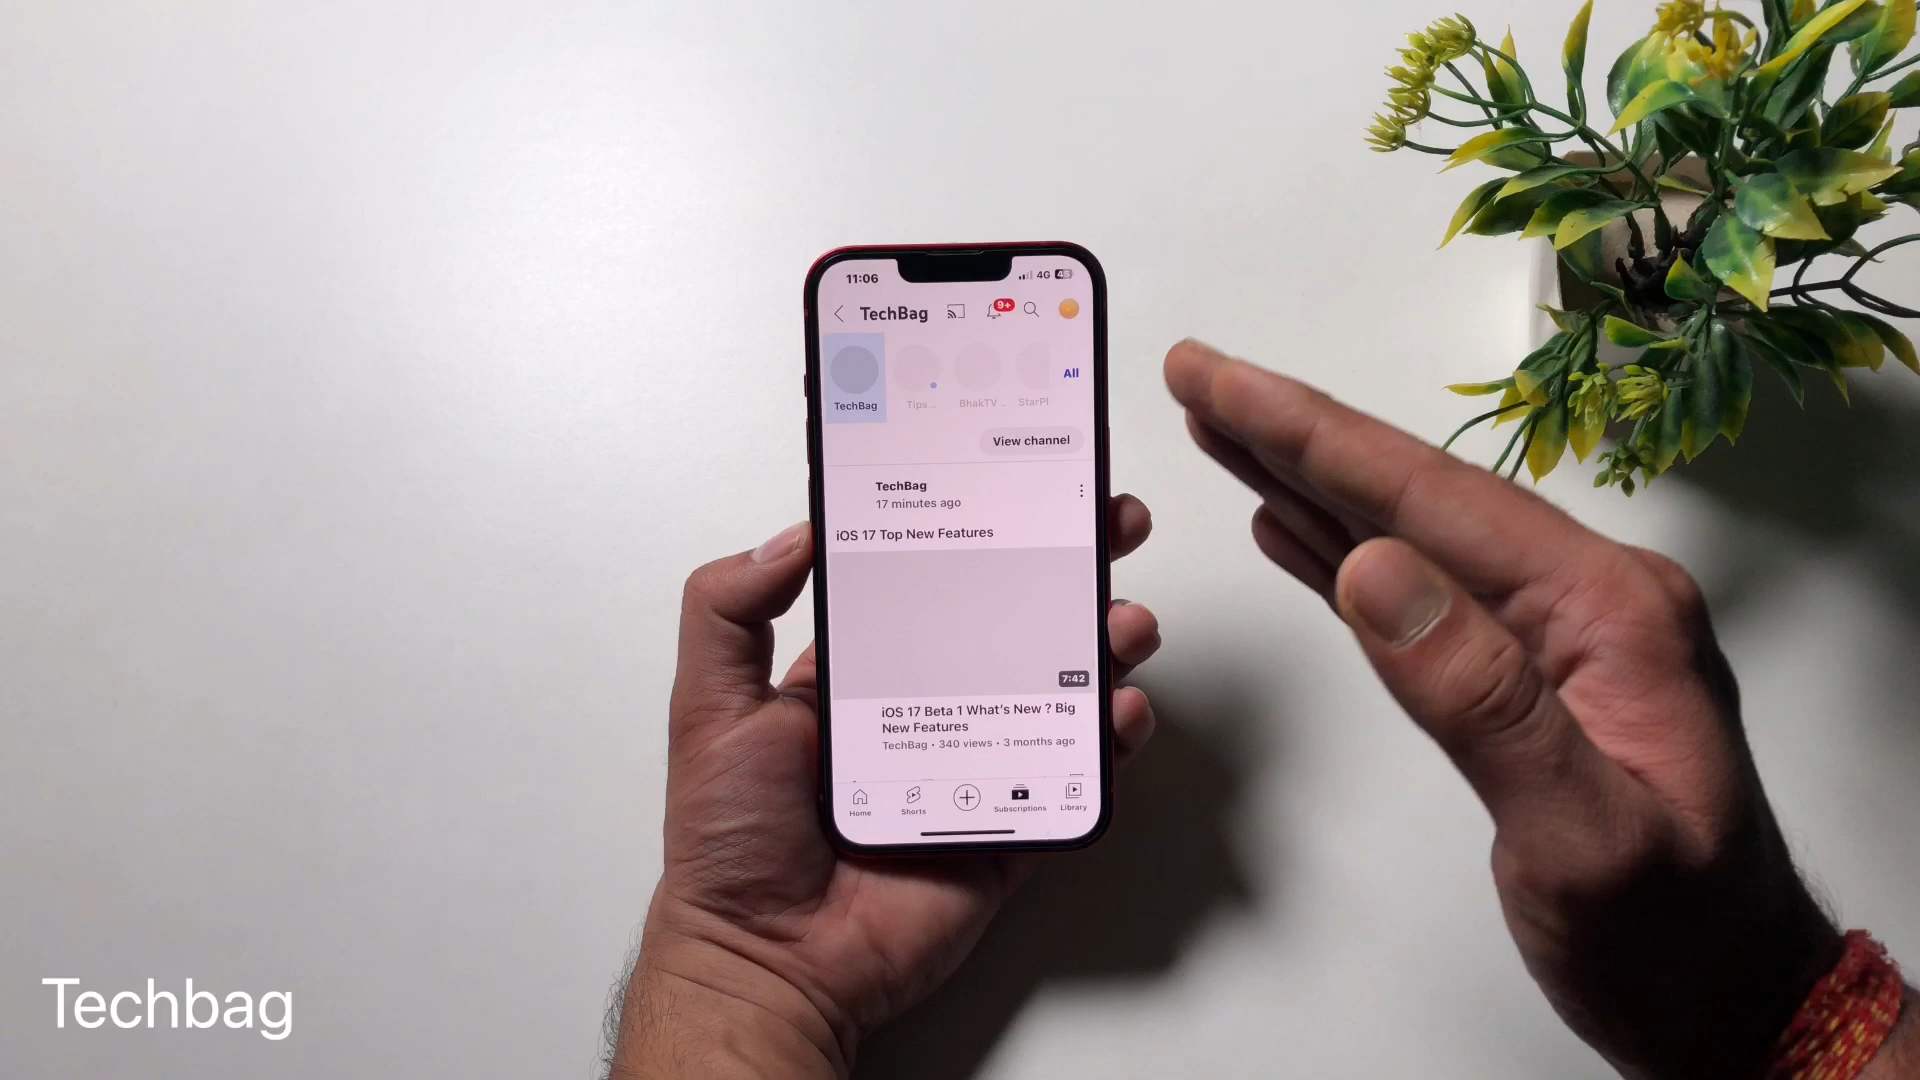 11:06
4G 45
TechBag
9+
TechBag
Tips...
BhakTV ..
StarPl
All
View channel
TechBag
17 minutes ago
iOS 17 Top New Features
7:42
iOS 17 Beta 1 What's New ? Big
New Features
TechBag • 340 views • 3 months ago
Home
Shorts
Subscriptions
Library
Techbag